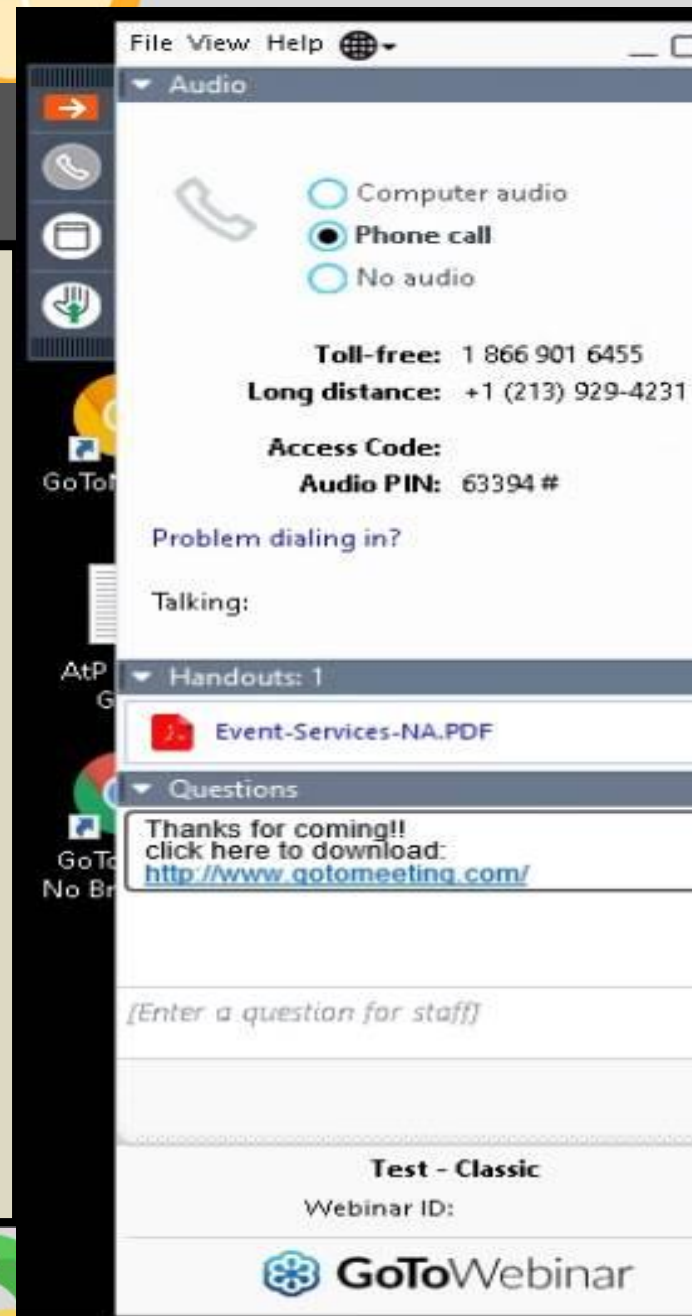 File View Help
Audio
Computer audio
Phone call
No audio
Toll-free: 1 866 901 6455
Long distance: +1 (213) 929-4231
Access Code:
Audio PIN: 63394 #
Problem dialing in?
Talking:
Handouts: 1
Event-Services-NA.PDF
Questions
Thanks for coming!!
click here to download:
http://www.gotomeeting.com/
[Enter a question for staff]
Test - Classic
Webinar ID:
GoToWebinar
AtP
No